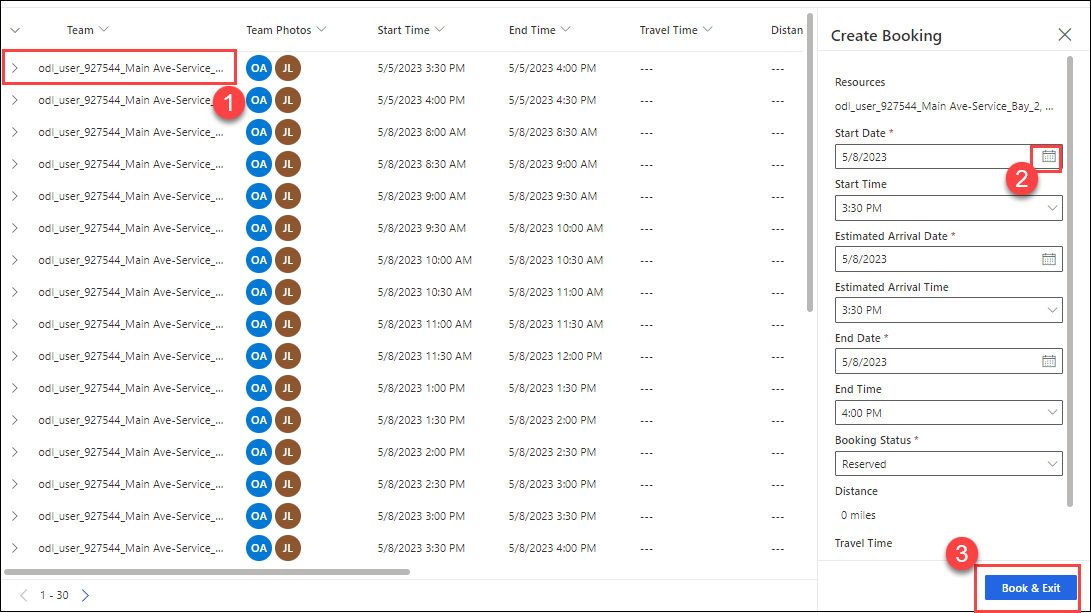 Team Team Photos Start Time End Time Travel Time Distan
odl_user_927544_Main Ave-Service_... OA JL 5/5/2023 3:30 PM 5/5/2023 4:00 PM ---  ---
1
odl_user_927544_Main Ave-Service_ OA JL 5/5/2023 4:00 PM 5/5/2023 4:30 PM --- ---
odl_user_927544_Main Ave-Service_... OA JL 5/8/2023 8:00 AM 5/8/2023 8:30 AM --- ---
odl_user_927544_Main Ave-Service_... OA JL 5/8/2023 8:30 AM 5/8/2023 9:00 AM --- ---
odl_user_927544_Main Ave-Service_... OA JL 5/8/2023 9:00 AM 5/8/2023 9:30 AM --- ---
odl_user_927544_Main Ave-Service_... OA JL 5/8/2023 9:30 AM 5/8/2023 10:00 AM --- ---
odl_user_927544_Main Ave-Service_... OA JL 5/8/2023 10:00 AM 5/8/2023 10:30 AM --- ---
odl_user_927544_Main Ave-Service_... OA JL 5/8/2023 10:30 AM 5/8/2023 11:00 AM --- ---
odl_user_927544_Main Ave-Service_... OA JL 5/8/2023 11:00 AM 5/8/2023 11:30 AM --- ---
odl_user_927544_Main Ave-Service_... OA JL 5/8/2023 11:30 AM 5/8/2023 12:00 PM --- ---
odl_user_927544_Main Ave-Service_... OA JL 5/8/2023 1:00 PM 5/8/2023 1:30 PM --- ---
odl_user_927544_Main Ave-Service_... OA JL 5/8/2023 1:30 PM 5/8/2023 2:00 PM --- ---
odl_user_927544_Main Ave-Service_... OA JL 5/8/2023 2:00 PM 5/8/2023 2:30 PM --- ---
odl_user_927544_Main Ave-Service_... OA JL 5/8/2023 2:30 PM 5/8/2023 3:00 PM --- ---
odl_user_927544_Main Ave-Service_... OA JL 5/8/2023 3:00 PM 5/8/2023 3:30 PM --- ---
odl_user_927544_Main Ave-Service_... OA JL 5/8/2023 3:30 PM 5/8/2023 4:00 PM --- ---
1 - 30
Create Booking
Resources
odl_user_927544_Main Ave-Service_Bay_2, ...
Start Date *
5/8/2023
2
Start Time
3:30 PM
Estimated Arrival Date *
5/8/2023
Estimated Arrival Time
3:30 PM
End Date *
5/8/2023
End Time
4:00 PM
Booking Status *
Reserved
Distance
0 miles
Travel Time
3
Book & Exit